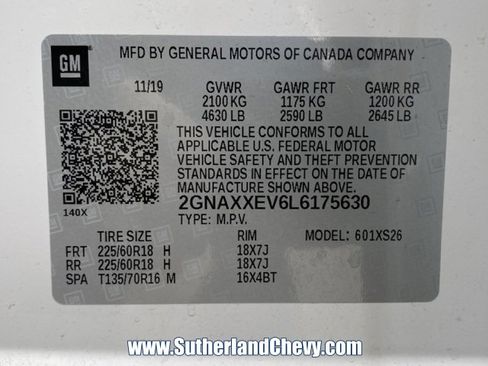 GM
MFD BY GENERAL MOTORS OF CANADA COMPANY
11/19 GVWR GAWR FRT GAWR RR
2100 KG 1175 KG 1200 KG
4630 LB 2590 LB 2645 LB
THIS VEHICLE CONFORMS TO ALL
APPLICABLE U.S. FEDERAL MOTOR
VEHICLE SAFETY AND THEFT PREVENTION
STANDARDS IN EFFECT ON THE DATE OF
MANUFACTURE SHOWN ABOVE.
140X
2GNAXXEV6L6175630
TYPE: M.P.V.
TIRE SIZE RIM MODEL: 601XS26
FRT 225/60R18 H 18X7J
RR 225/60R18 H 18X7J
SPA T135/70R16 M 16X4BT
www.SutherlandChevy.com